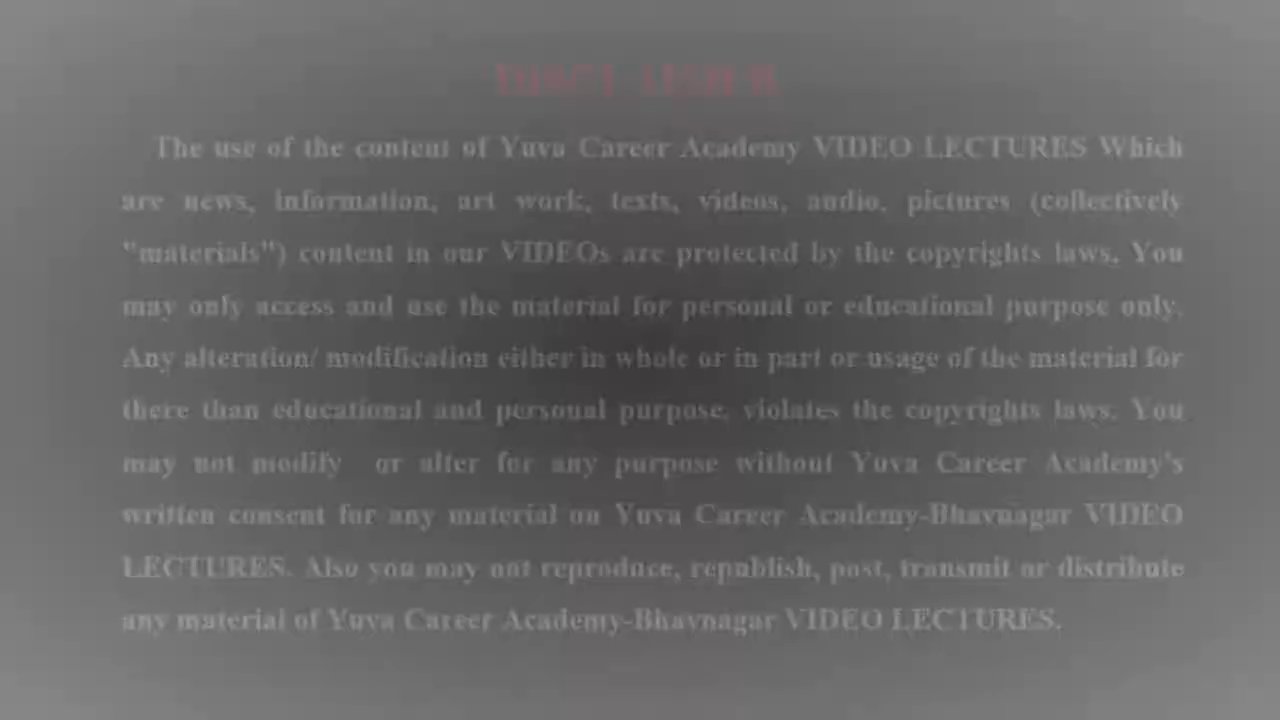 DISCLAIMER
The use of the content of Yuva Career Academy VIDEO LECTURES Which
are news, information, art work, texts, videos, audio, pictures (collectively
"materials") content in our VIDEOs are protected by the copyrights laws. You
may only access and use the material for personal or educational purpose only.
Any alteration/ modification either in whole or in part or usage of the material for
there than educational and personal purpose, violates the copyrights laws. You
may not modify or alter for any purpose without Yuva Career Academy's
written consent for any material on Yuva Career Academy-Bhavnagar VIDEO
LECTURES. Also you may not reproduce, republish, post, transmit or distribute
any material of Yuva Career Academy-Bhavnagar VIDEO LECTURES.